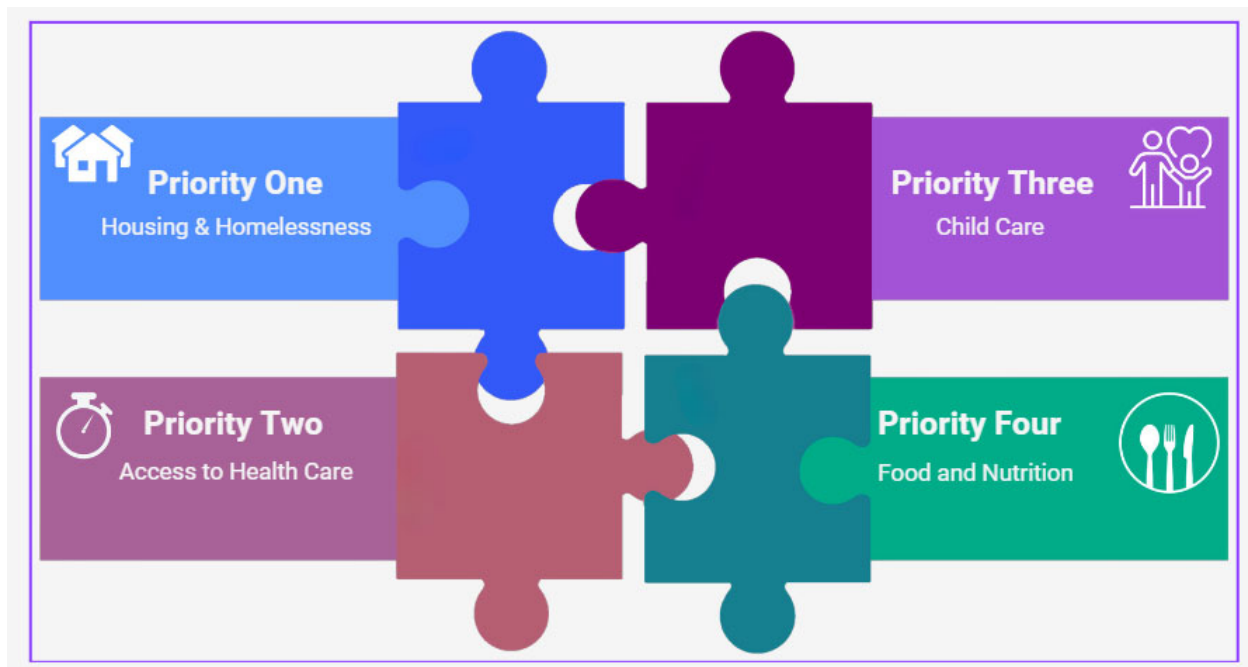 Priority One
Housing & Homelessness
Priority Two
Access to Health Care
Priority Three
Child Care
Priority Four
Food and Nutrition